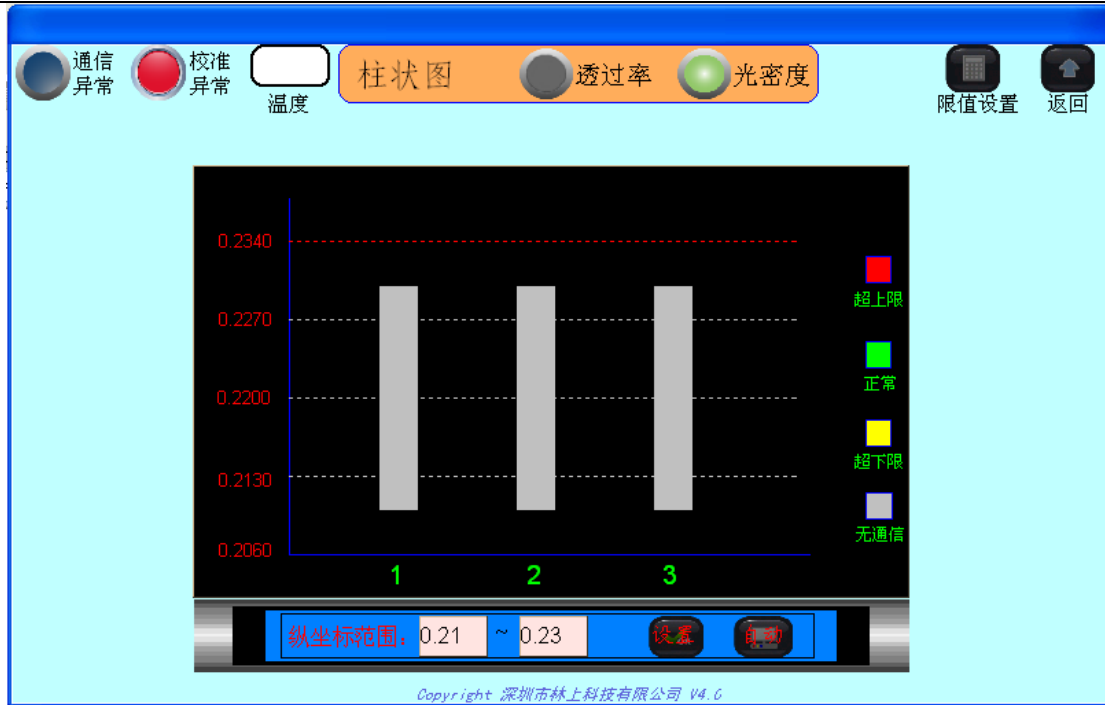 通信
异常
校准
异常
温度
柱状图
透过率
光密度
限值设置
返回
0.2340
0.2270
0.2200
0.2130
0.2060
1
2
3
超上限
正常
超下限
无通信
纵坐标范围：
0.21
~
0.23
设置
自动
Copyright 深圳市林上科技有限公司 V4.6